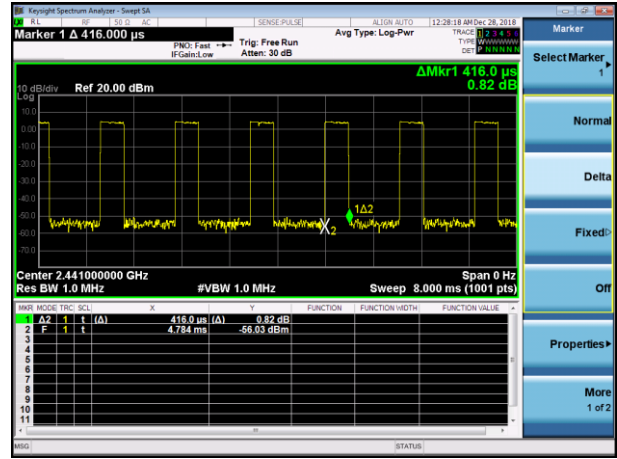 Keysight Spectrum Analyzer - Swept SA
RL RF 50 Ω AC SENSE:PULSE ALIGN AUTO 12:28:18 AM Dec 28, 2018
Marker 1 Δ 416.000 µs
PNO: Fast
IFGain:Low
Trig: Free Run
Atten: 30 dB
Avg Type: Log-Pwr
TRACE 1 2 3 4 5 6
TYPE WWWWWW
DET P N N N N N
ΔMkr1 416.0 µs
0.82 dB
10 dB/div Ref 20.00 dBm
Log
10.0
0.00
-10.0
-20.0
-30.0
-40.0
-50.0
-60.0
-70.0
1Δ2
2
Center 2.441000000 GHz Span 0 Hz
Res BW 1.0 MHz #VBW 1.0 MHz Sweep 8.000 ms (1001 pts)
MKR MODE TRC SCL X Y FUNCTION FUNCTION WIDTH FUNCTION VALUE
1 Δ2 1 t (Δ) 416.0 µs (Δ) 0.82 dB
2 F 1 t 4.784 ms -56.03 dBm
3
4
5
6
7
8
9
10
11
MSG STATUS
Marker
Select Marker
1
Normal
Delta
Fixed
Off
Properties
More
1 of 2